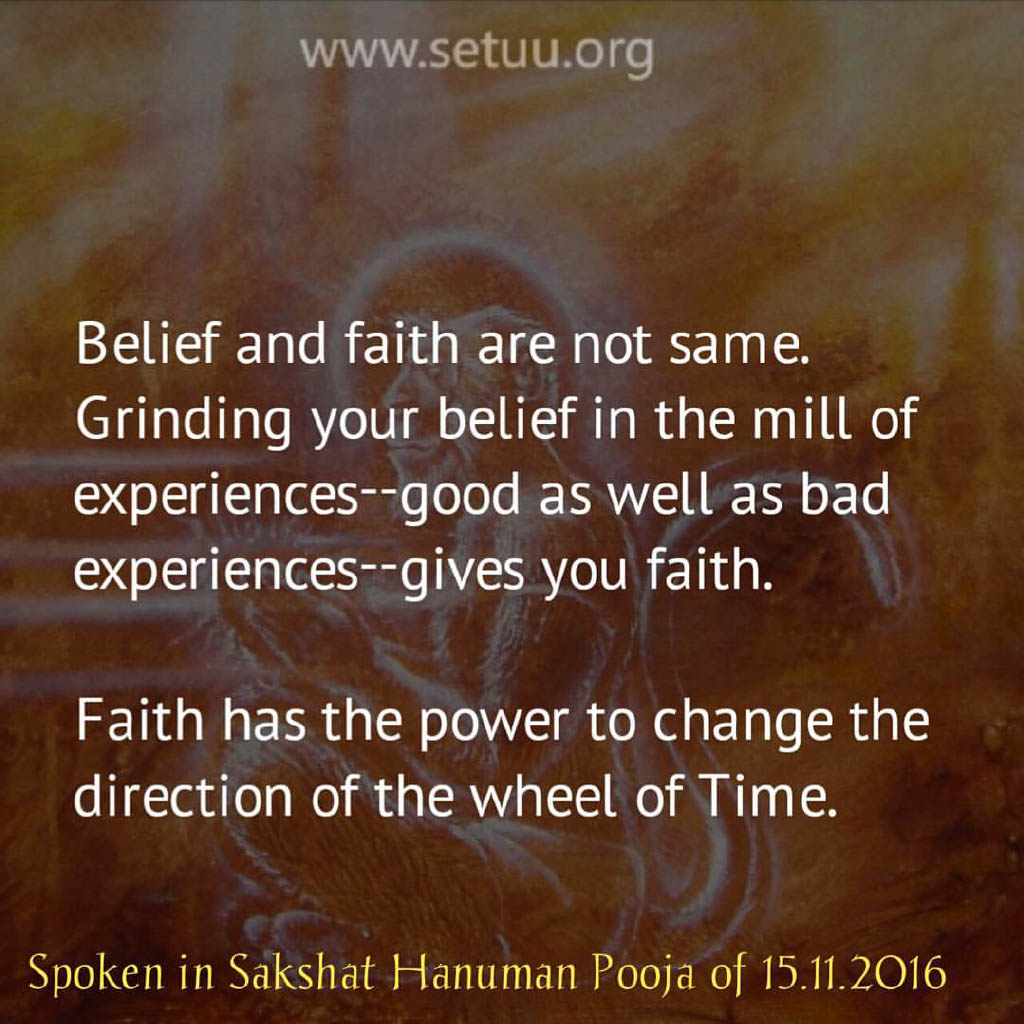 www.setuu.org
Belief and faith are not same.
Grinding your belief in the mill of
experiences--good as well as bad
experiences--gives you faith.
Faith has the power to change the
direction of the wheel of Time.
Spoken in Sakshat Hanuman Pooja of 15.11.2016